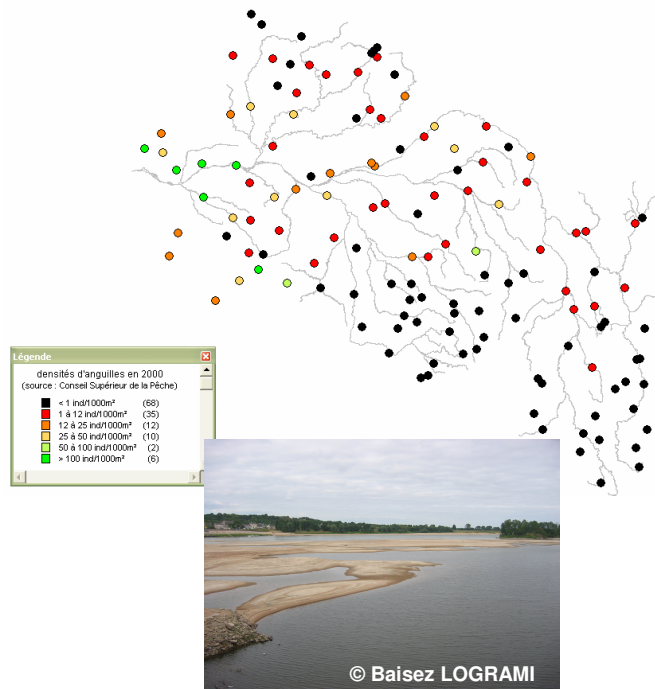 Légende
densités d'anguilles en 2000
(source : Conseil Supérieur de la Pêche)
< 1 ind/1000m² (68)
1 à 12 ind/1000m² (35)
12 à 25 ind/1000m² (12)
25 à 50 ind/1000m² (10)
50 à 100 ind/1000m² (2)
> 100 ind/1000m² (6)
© Baisez LOGRAMI